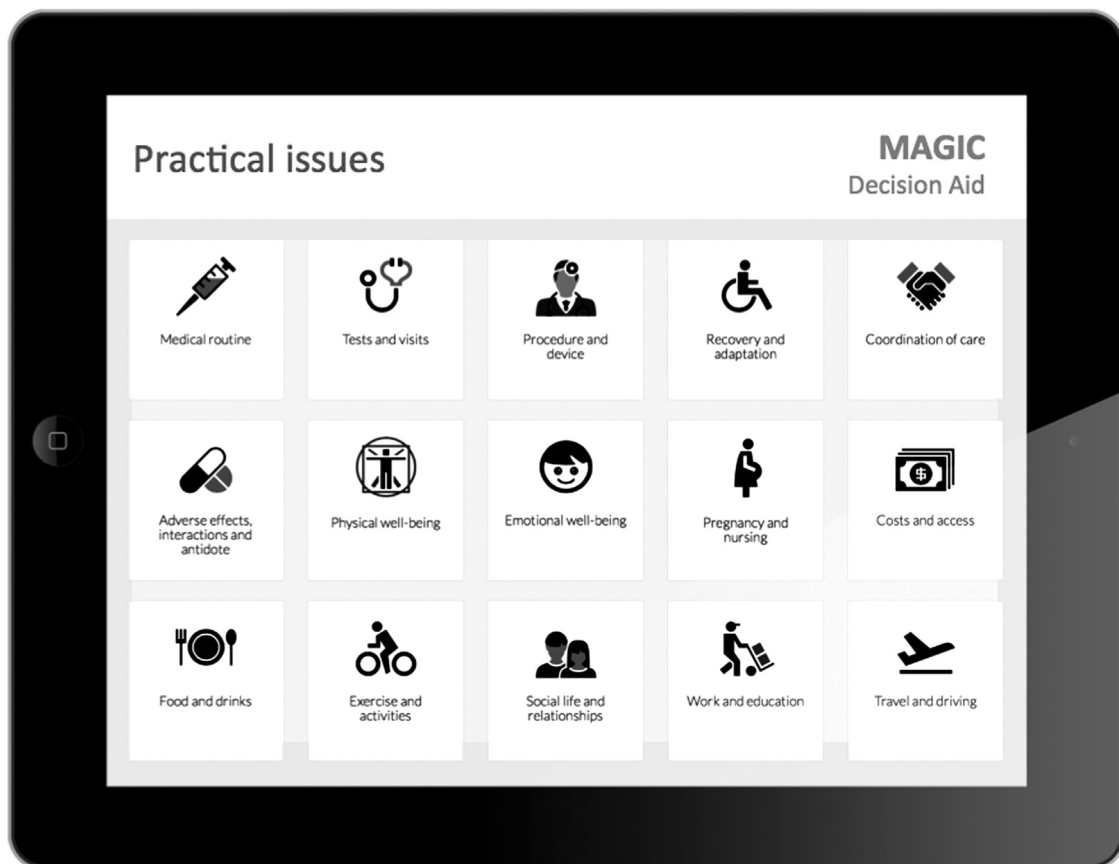 Practical issues
MAGIC
Decision Aid
Medical routine
Tests and visits
Procedure and
device
Recovery and
adaptation
Coordination of care
Adverse effects,
interactions and
antidote
Physical well-being
Emotional well-being
Pregnancy and
nursing
Costs and access
Food and drinks
Exercise and
activities
Social life and
relationships
Work and education
Travel and driving